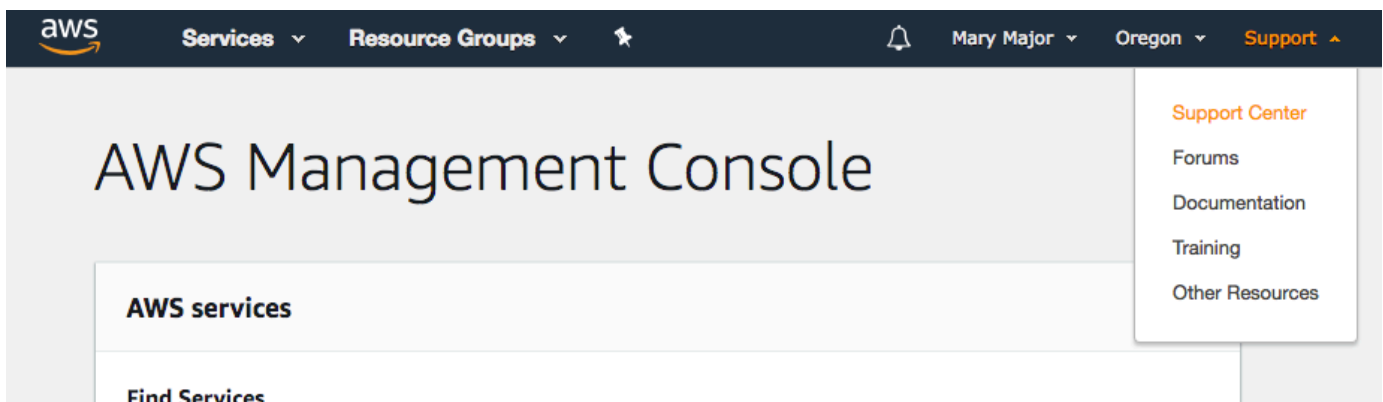 aws Services Resource Groups Mary Major Oregon Support
Support Center
Forums
Documentation
Training
Other Resources
AWS Management Console
AWS services
Find Services